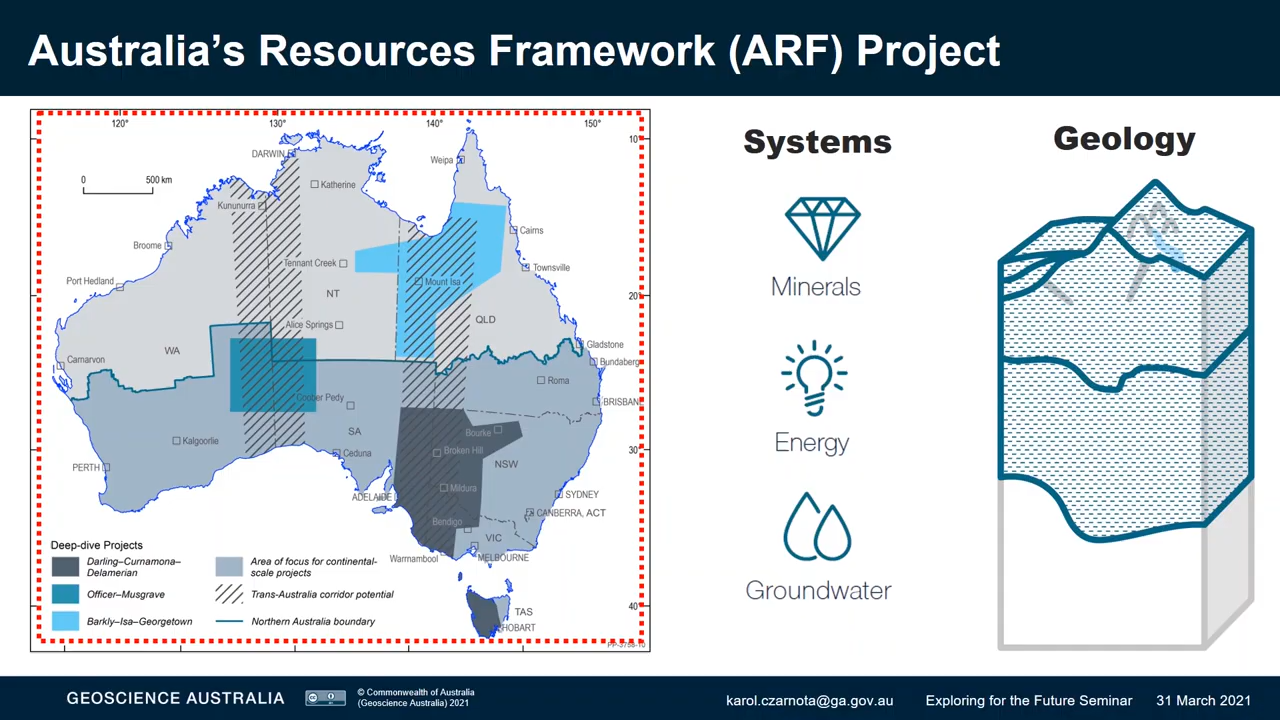 Australia's Resources Framework (ARF) Project
120°
130°
140°
150°
10°
DARWIN
Weipa
0
500 km
Katherine
Kununurra
Cairns
Broome
Tennant Creek
Townsville
Port Hedland
Mount Isa
NT
20°
QLD
Alice Springs
WA
Gladstone
Carnarvon
Bundaberg
Roma
Coober Pedy
BRISBAN
SA
Bourke
Kalgoorlie
Ceduna
Broken Hill
30°
NSW
PERTH
ADELAIDE
Mildura
SYDNEY
CANBERRA, ACT
Bendigo
VIC
Warrnambool
MELBOURNE
40°
TAS
HOBART
PP-3756-10
Deep-dive Projects
Darling–Curnamona–
Delamerian
Officer–Musgrave
Barkly–Isa–Georgetown
Area of focus for continental-
scale projects
Trans-Australia corridor potential
Northern Australia boundary
Systems
Minerals
Energy
Groundwater
Geology
GEOSCIENCE AUSTRALIA
© Commonwealth of Australia
(Geoscience Australia) 2021
karol.czarnota@ga.gov.au
Exploring for the Future Seminar
31 March 2021